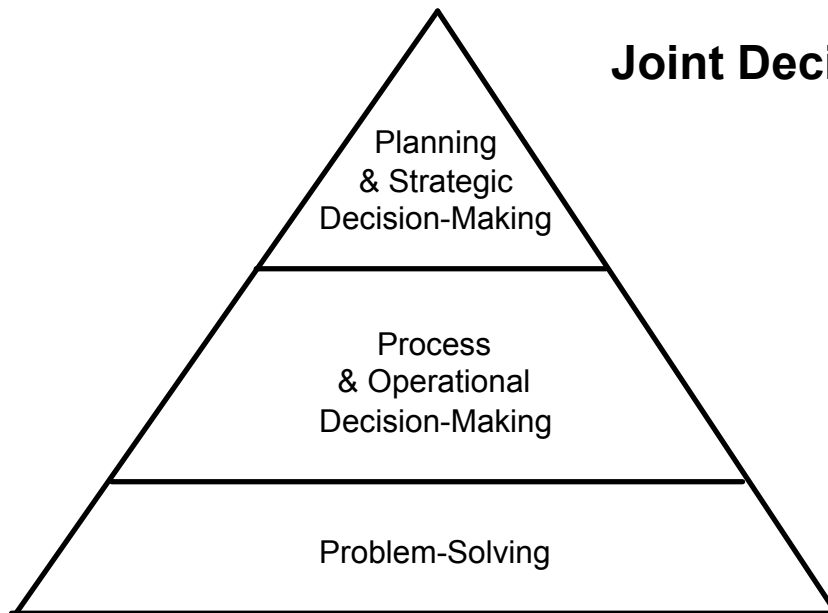 Joint Deci
Planning
& Strategic
Decision-Making
Process
& Operational
Decision-Making
Problem-Solving